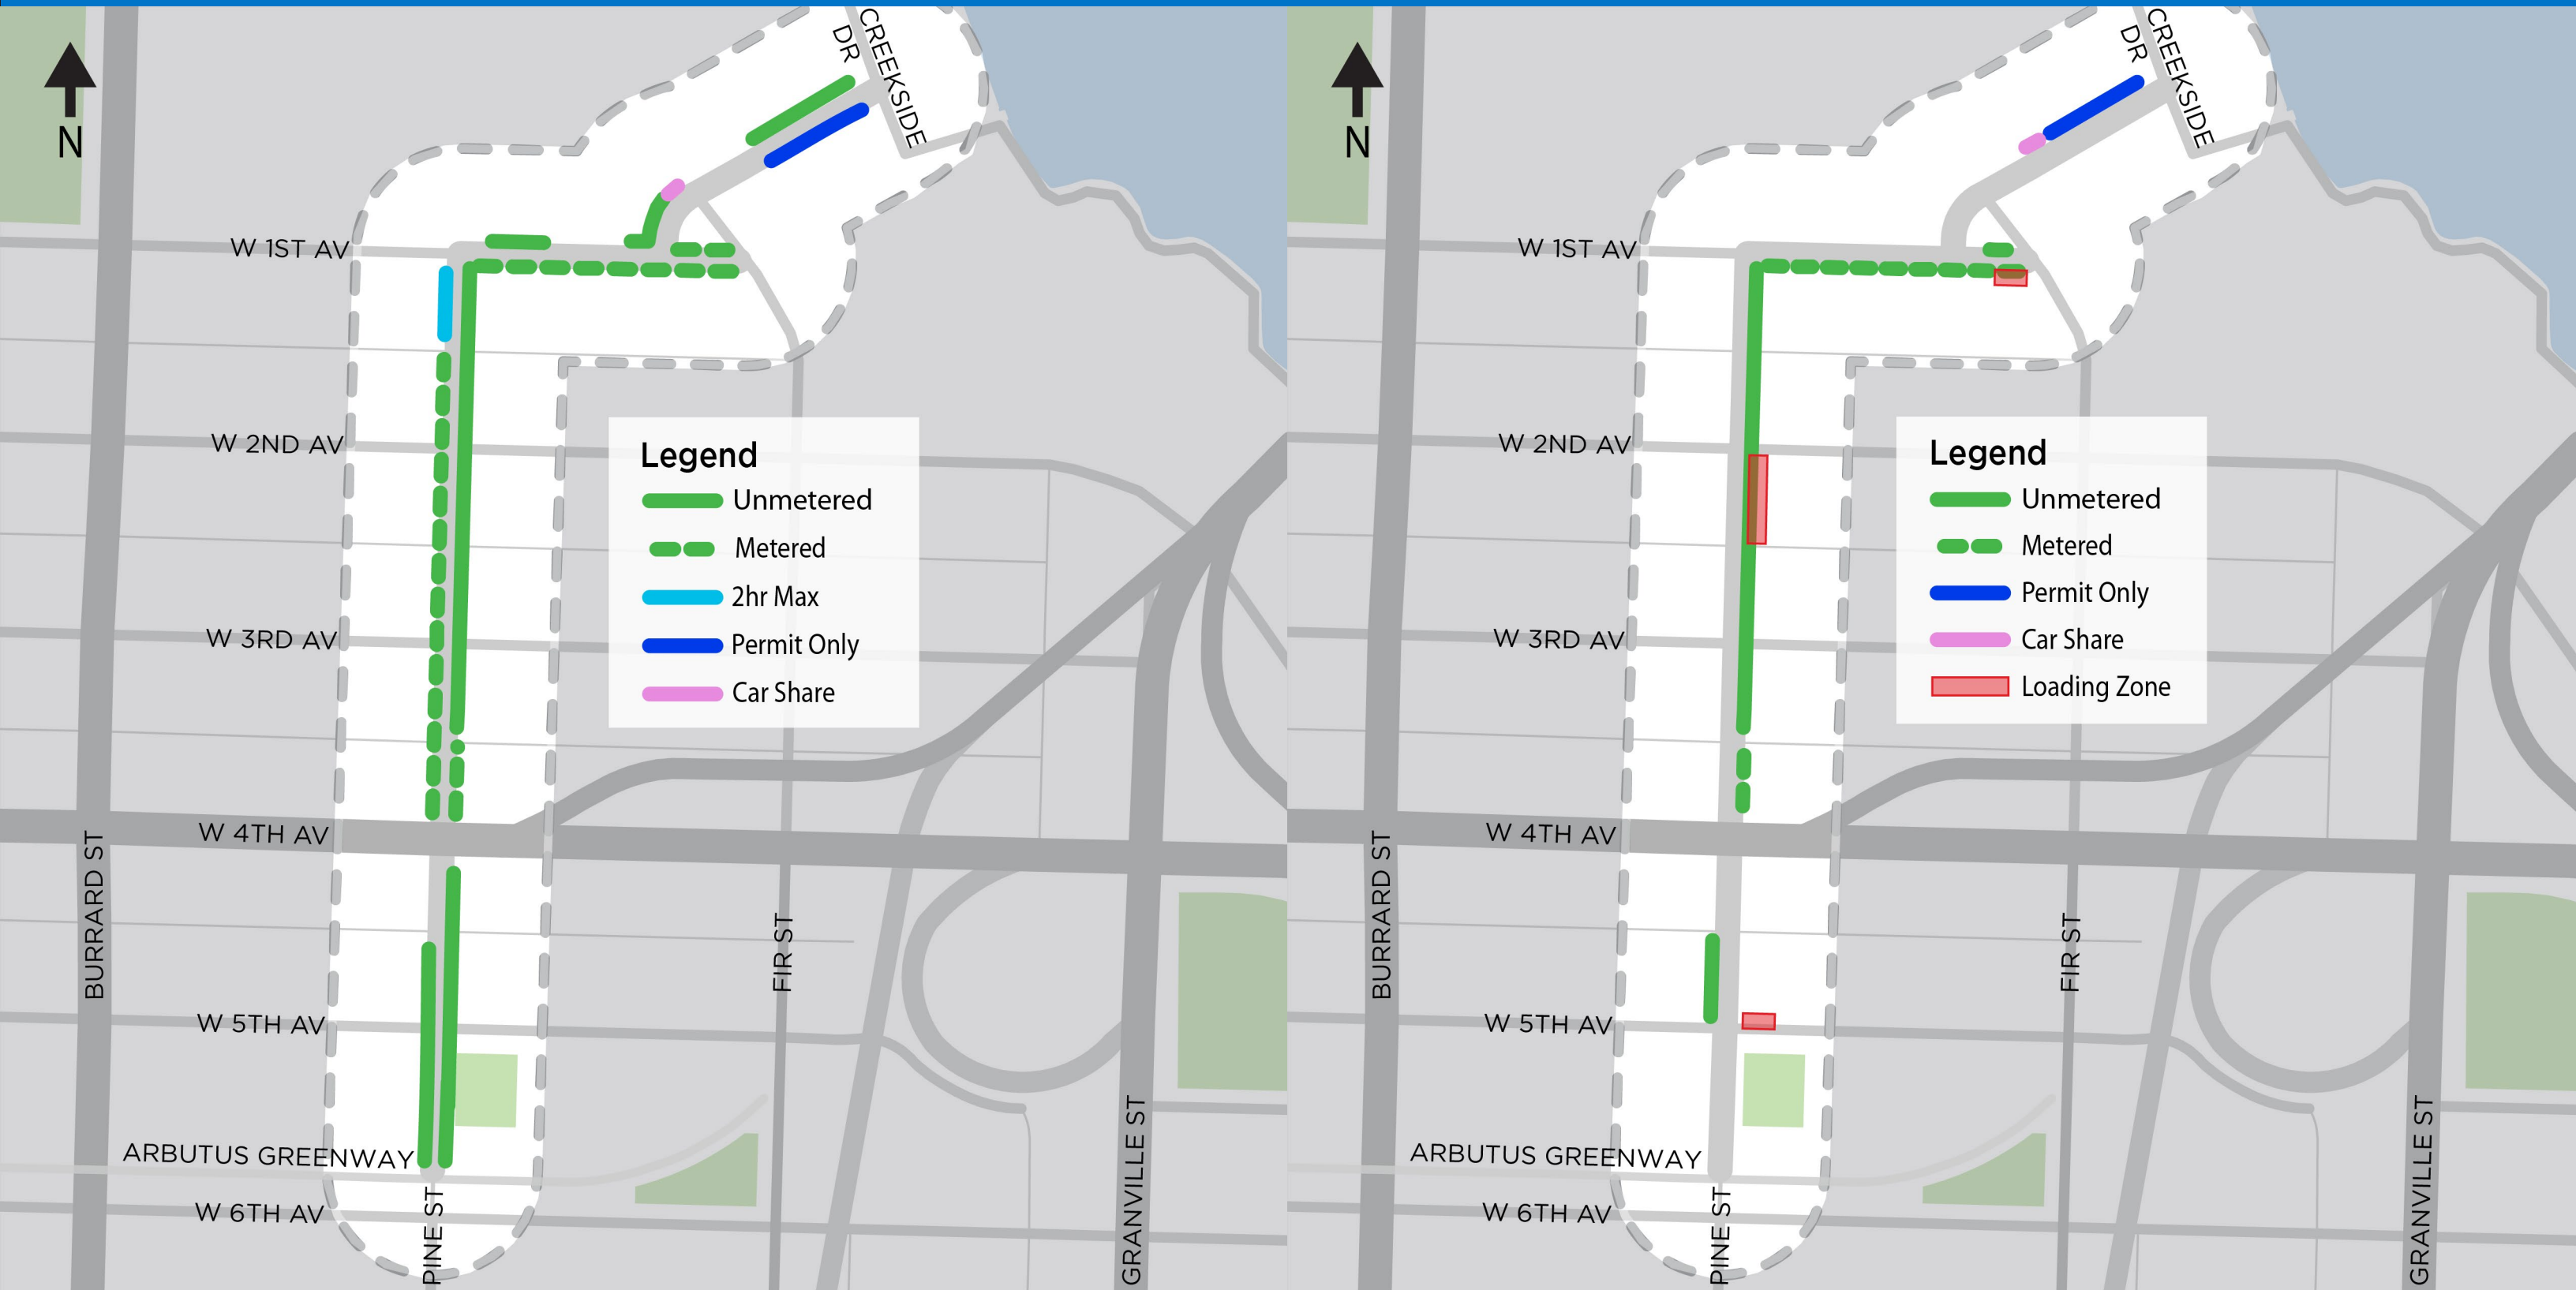 CREEKSIDE
DR
N
W 1ST AV
W 2ND AV
Legend
Unmetered
Metered
2hr Max
Permit Only
Car Share
W 3RD AV
W 4TH AV
BURRARD ST
FIR ST
W 5TH AV
ARBUTUS GREENWAY
W 6TH AV
PINE ST
GRANVILLE ST
CREEKSIDE
DR
N
W 1ST AV
W 2ND AV
Legend
Unmetered
Metered
Permit Only
Car Share
Loading Zone
W 3RD AV
W 4TH AV
BURRARD ST
FIR ST
W 5TH AV
ARBUTUS GREENWAY
W 6TH AV
PINE ST
GRANVILLE ST